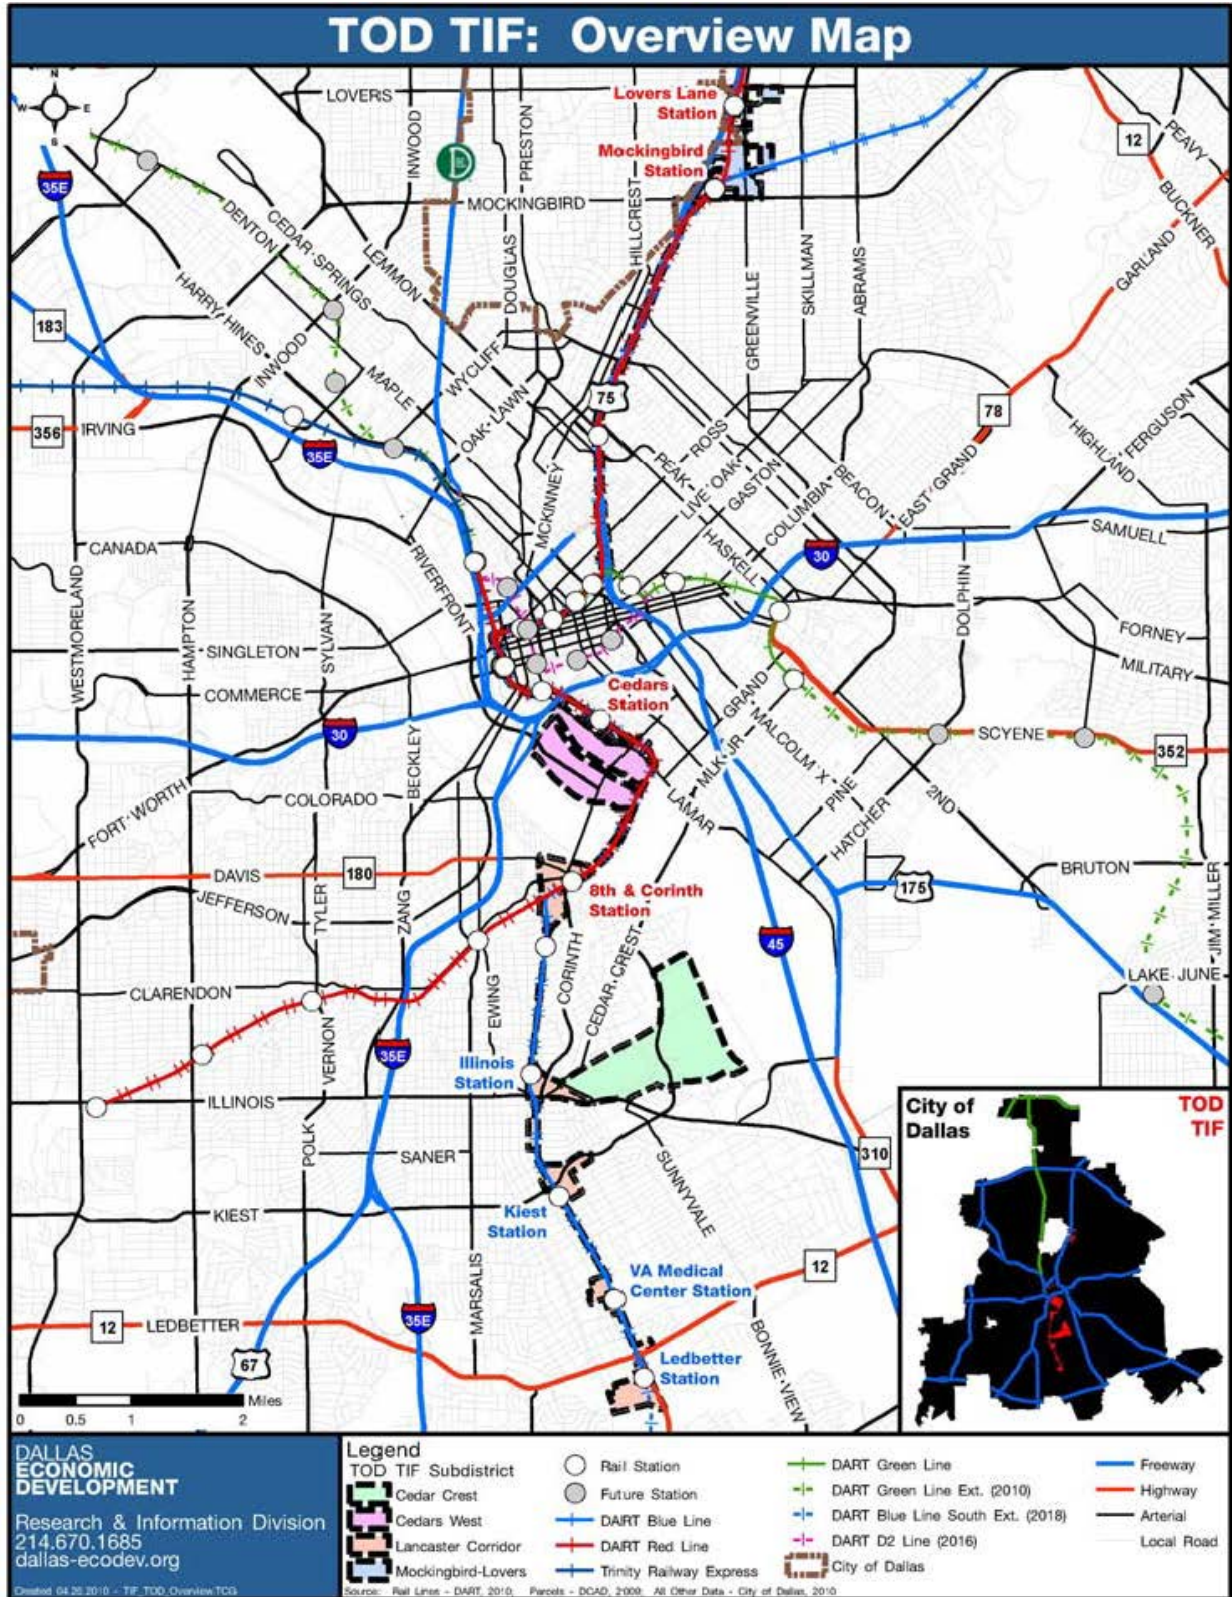 TOD TIF: Overview Map
N
W
E
S
LOVERS
INWOOD
PRESTON
Lovers Lane
Station
Mockingbird
Station
12
PEAVY
BUCKNER
35E
MOCKINGBIRD
HILLCREST
DOUGLAS
CEDAR SPRINGS
DENTON
LEMMON
HARRY HINES
GREENVILLE
SKILLMAN
ABRAMS
GARLAND
183
INWOOD
MAPLE
WYCLIFF
OAK LAWN
75
78
356
IRVING
35E
HIGHLAND
FERGUSON
ROSS
PEAK
LIVE OAK
GASTON
BEACON
EAST GRAND
COLUMBIA
MCKINNEY
HASKELL
30
SAMUELL
CANADA
RIVERFRONT
WESTMORELAND
HAMPTON
SYLVAN
DOLPHIN
FORNEY
MILITARY
SINGLETON
COMMERCE
Cedars
Station
GRAND
MALCOLM X
MLK JR
SCYENE
352
30
BECKLEY
FORT WORTH
COLORADO
LAMAR
PINE
HATCHER
2ND
BRUTON
DAVIS
180
8th & Corinth
Station
175
JEFFERSON
TYLER
ZANG
JIM MILLER
45
CORINTH
CEDAR CREST
LAKE JUNE
CLARENDON
EWING
VERNON
35E
Illinois
Station
ILLINOIS
City of
Dallas
TOD
TIF
POLK
SANER
SUNNYVALE
310
KIEST
Kiest
Station
MARSALIS
VA Medical
Center Station
12
12
LEDBETTER
35E
BONNIE VIEW
67
Ledbetter
Station
Miles
0 0.5 1 2
DALLAS
ECONOMIC
DEVELOPMENT
Research & Information Division
214.670.1685
dallas-ecodev.org
Created 04.20.2010 - TIF_TOD_Overview.TCG
Legend
TOD TIF Subdistrict
Cedar Crest
Cedars West
Lancaster Corridor
Mockingbird-Lovers
Rail Station
Future Station
DART Blue Line
DART Red Line
Trinity Railway Express
DART Green Line
DART Green Line Ext. (2010)
DART Blue Line South Ext. (2018)
DART D2 Line (2016)
City of Dallas
Freeway
Highway
Arterial
Local Road
Source: Rail Lines - DART, 2010; Parcels - DCAD, 2009; All Other Data - City of Dallas, 2010